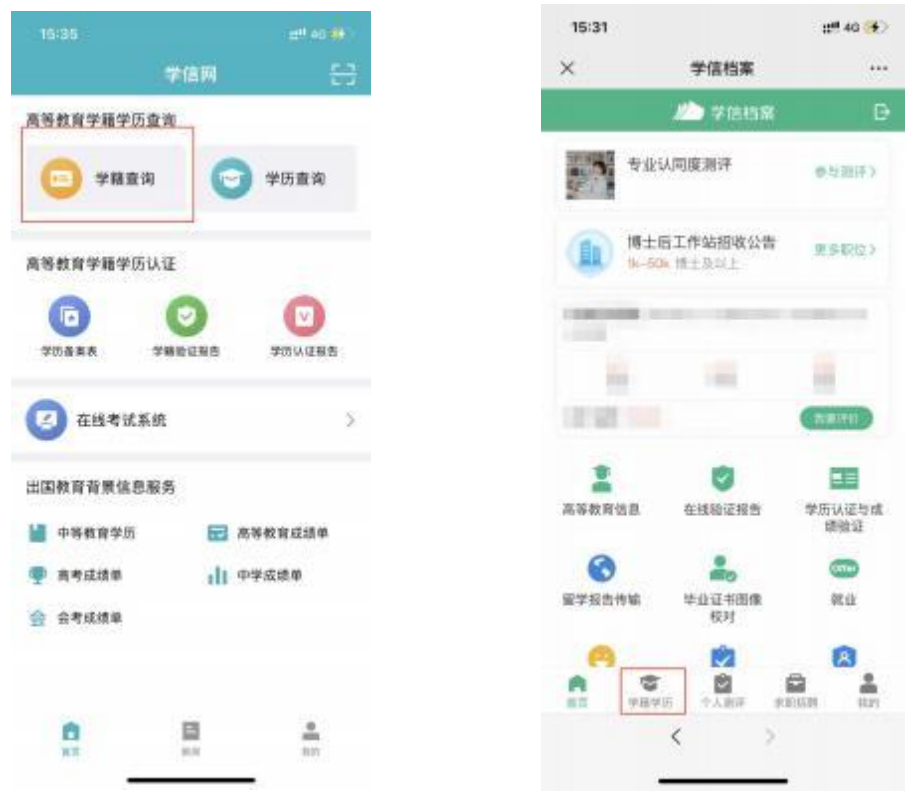 15:35
4G
学信网
高等教育学籍学历查询
学籍查询
学历查询
高等教育学籍学历认证
学历备案表
学籍验证报告
学历认证报告
在线考试系统
出国教育背景信息服务
中等教育学历
高等教育成绩单
高考成绩单
中学成绩单
会考成绩单
首页
新闻
我的
15:31
4G
学信档案
学信档案
专业认同度测评
参与测评
博士后工作站招收公告
更多职位
1k-50k 博士及以上
我要评价
高等教育信息
在线验证报告
学历认证与成
绩验证
留学报告传输
毕业证书图像
校对
就业
首页
学籍学历
个人测评
求职招聘
我的